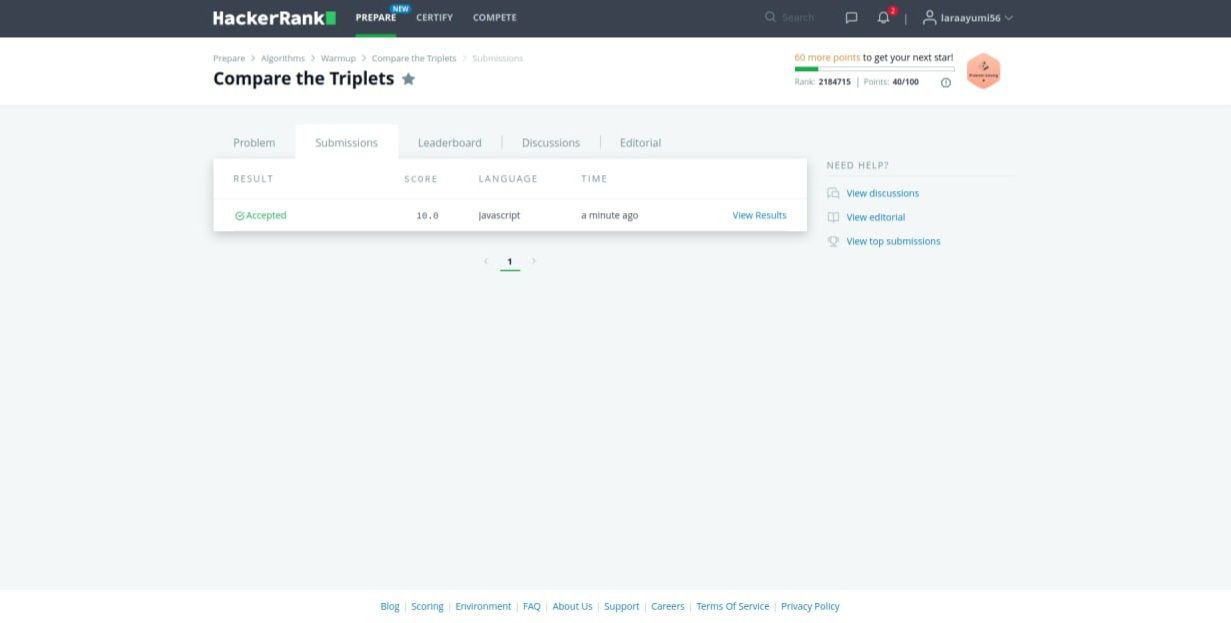 HackerRank PREPARE NEW CERTIFY COMPETE Search 2 laraayumi56
Prepare > Algorithms > Warmup > Compare the Triplets > Submissions
Compare the Triplets
60 more points to get your next star!
Rank: 2184715 | Points: 40/100
Problem Submissions Leaderboard Discussions Editorial
RESULT SCORE LANGUAGE TIME
Accepted 10.0 Javascript a minute ago View Results
1
NEED HELP?
View discussions
View editorial
View top submissions
Blog | Scoring | Environment | FAQ | About Us | Support | Careers | Terms Of Service | Privacy Policy